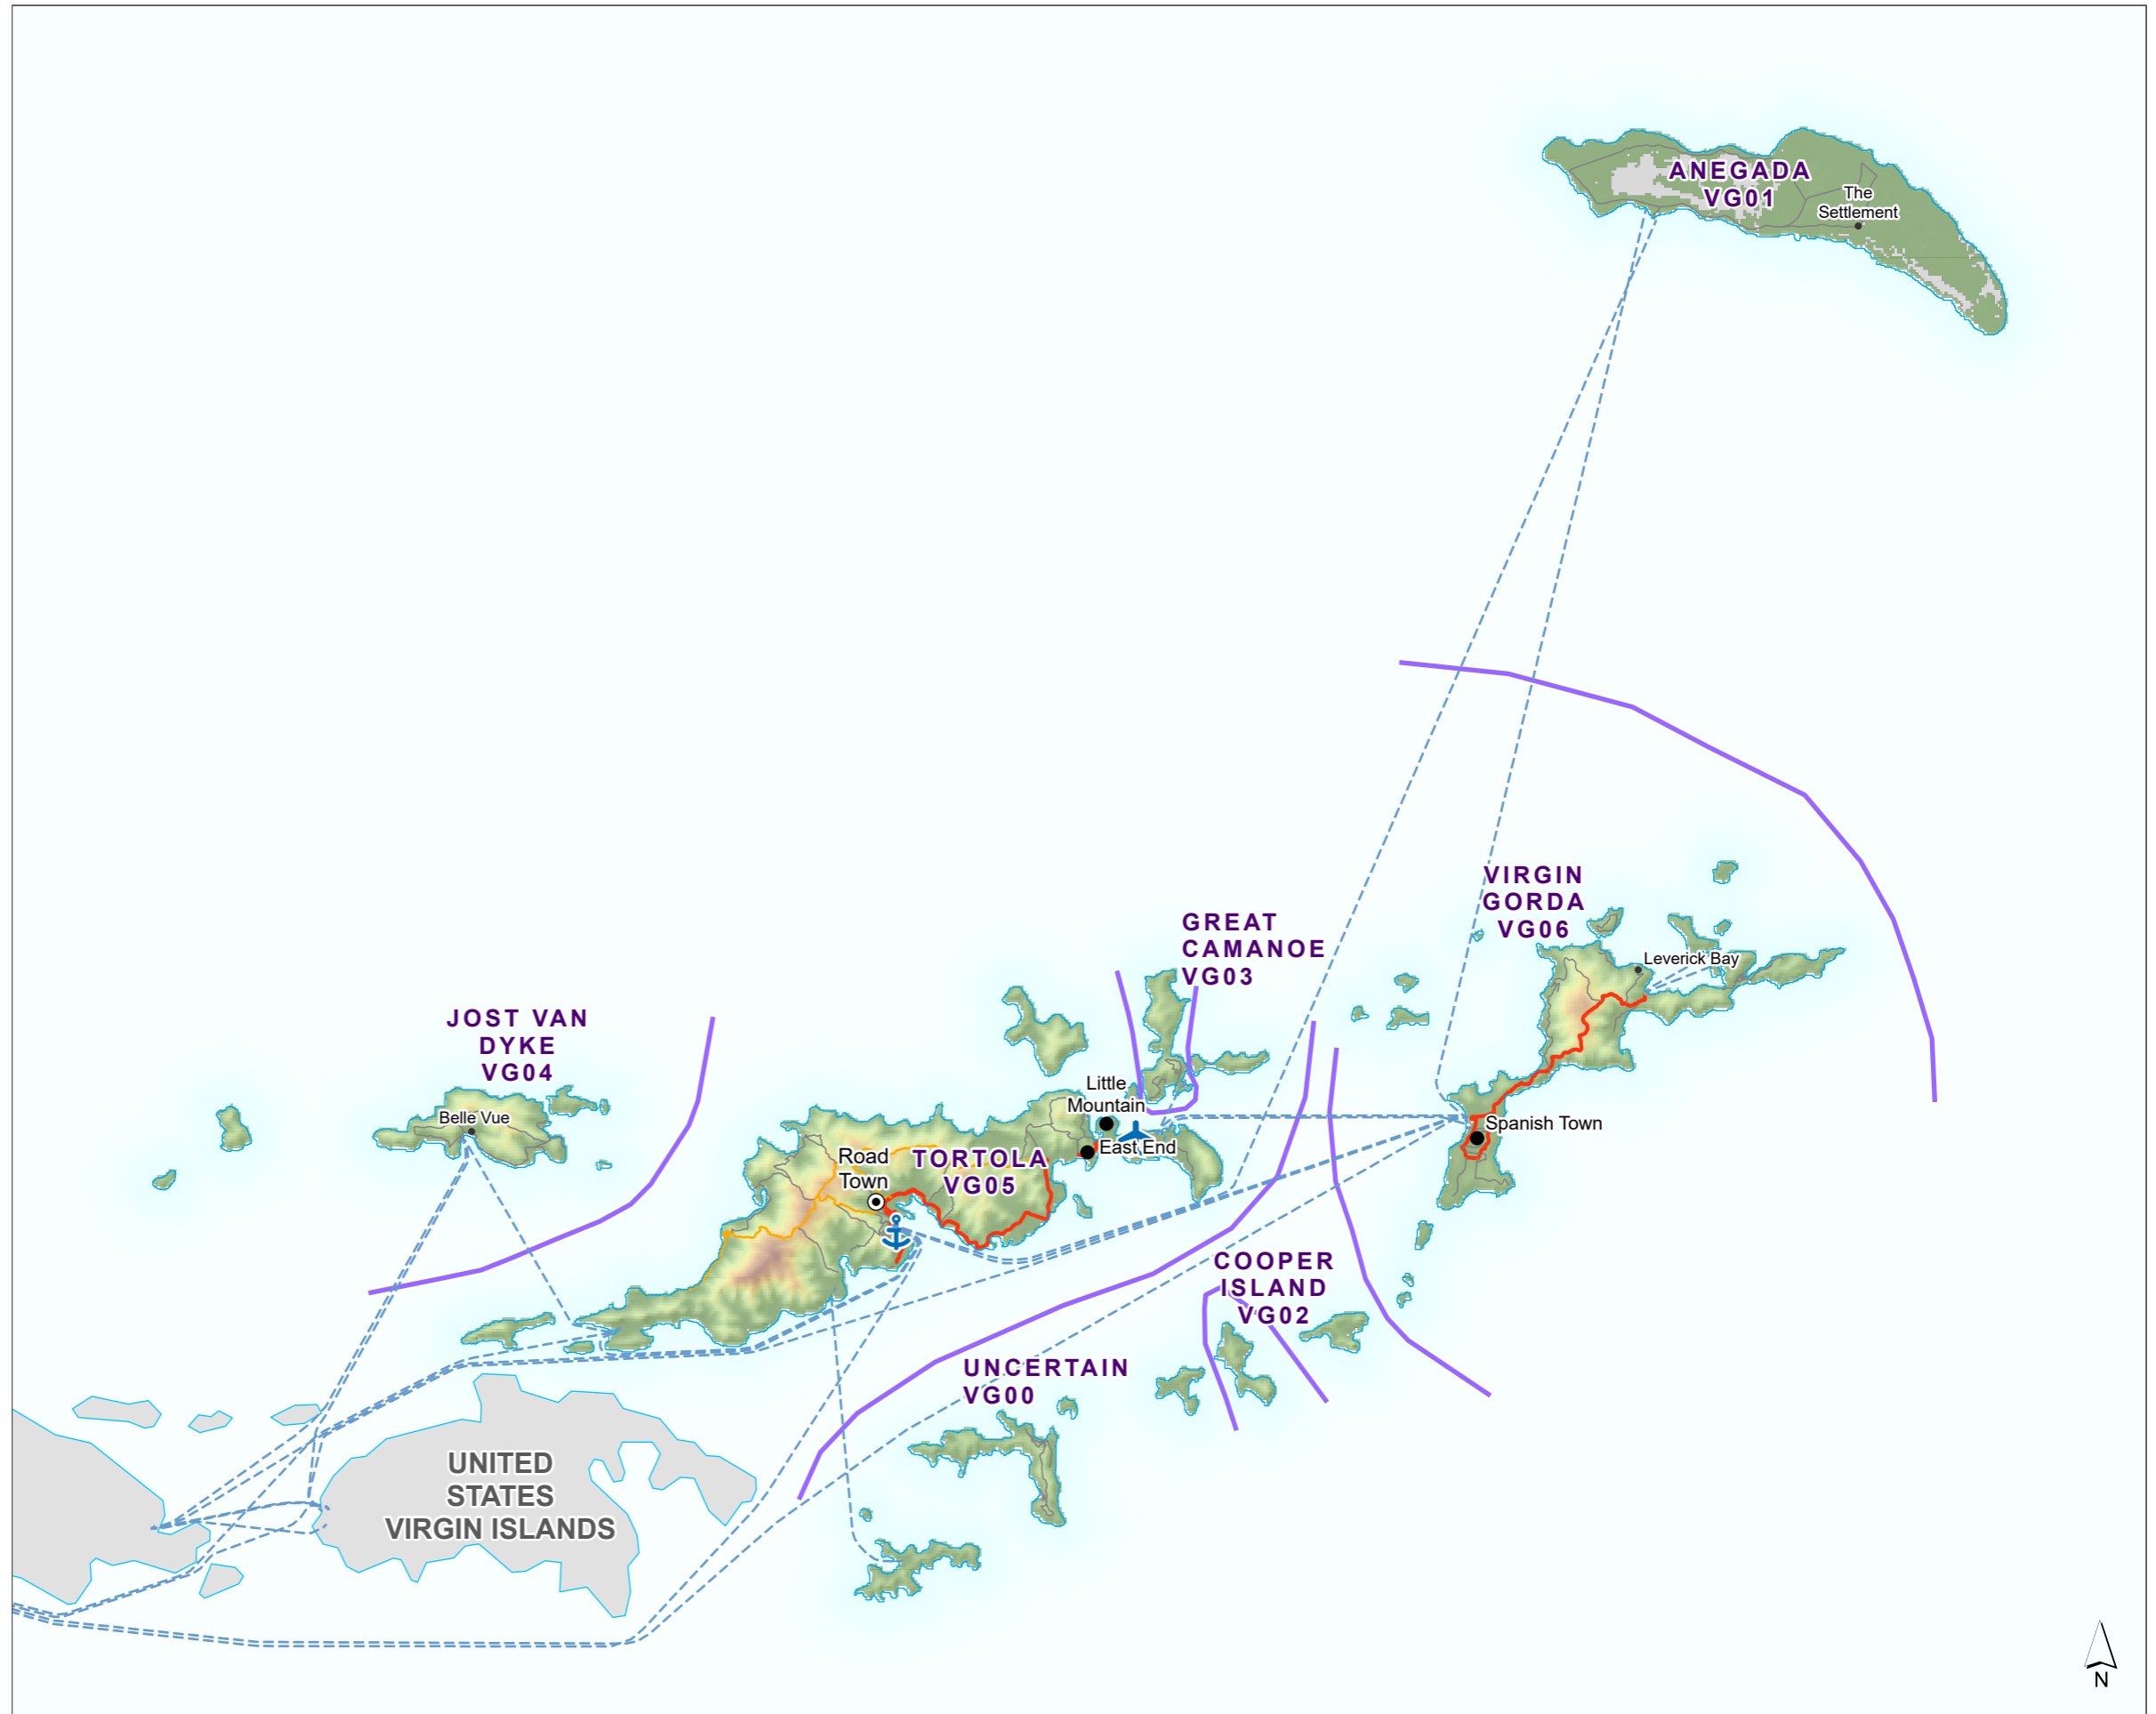 ANEGADA
VG01
The
Settlement
VIRGIN
GORDA
VG06
GREAT
CAMANOE
VG03
Leverick Bay
JOST VAN
DYKE
VG04
Belle Vue
Little
Mountain
Spanish Town
East End
Road
Town
TORTOLA
VG05
COOPER
ISLAND
VG02
UNCERTAIN
VG00
UNITED
STATES
VIRGIN ISLANDS
N